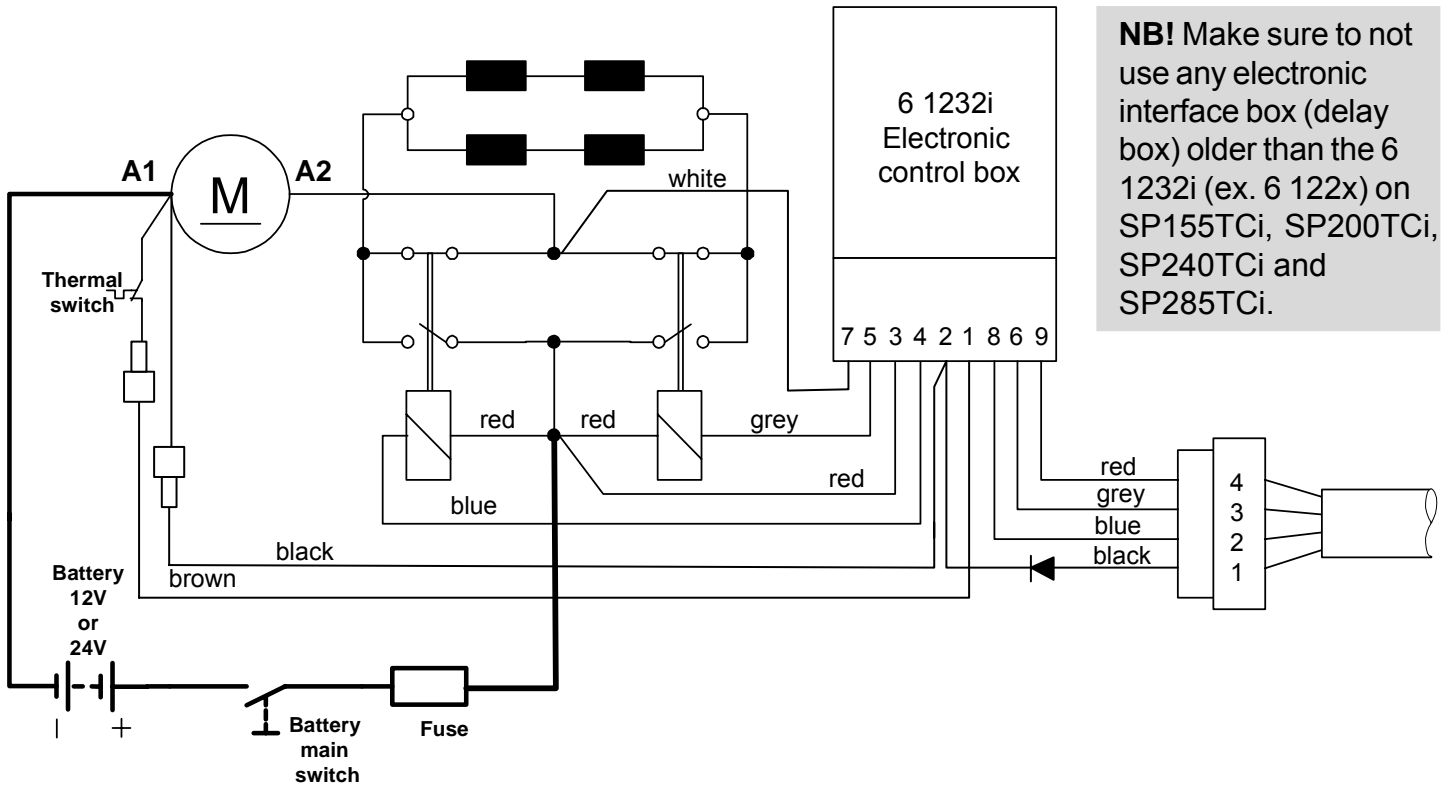 NB! Make sure to not
use any electronic
interface box (delay
box) older than the 6
1232i (ex. 6 122x) on
SP155TCi, SP200TCi,
SP240TCi and
SP285TCi.
6 1232i
Electronic
control box
7 5 3 4 2 1 8 6 9
A1
M
A2
white
Thermal
switch
red
red
grey
red
blue
black
brown
red
grey
blue
black
4
3
2
1
Battery
12V
or
24V
– +
Battery
main
switch
Fuse